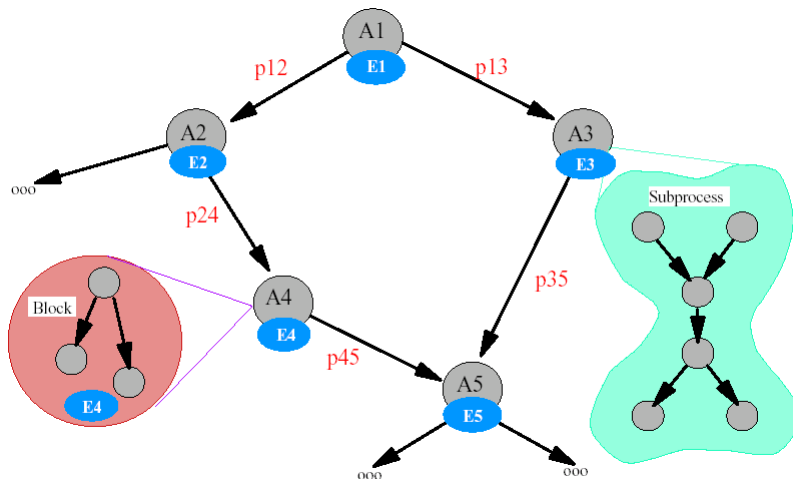 A1
E1
p12
p13
A2
E2
A3
E3
ooo
p24
Subprocess
p35
A4
E4
Block
p45
A5
E4
E5
ooo
ooo